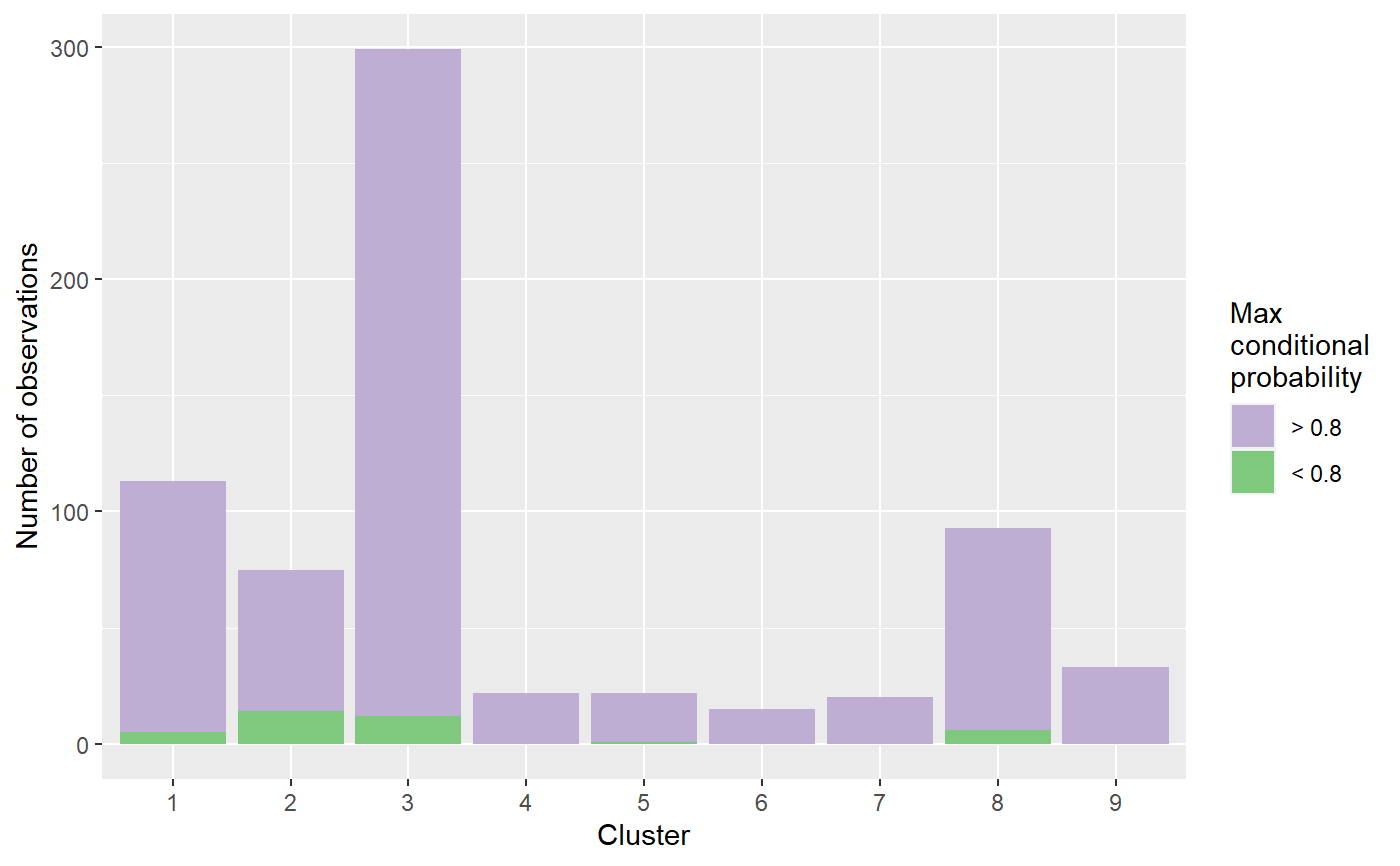 300
200
100
0
Number of observations
1 2 3 4 5 6 7 8 9
Cluster
Max
conditional
probability
> 0.8
< 0.8